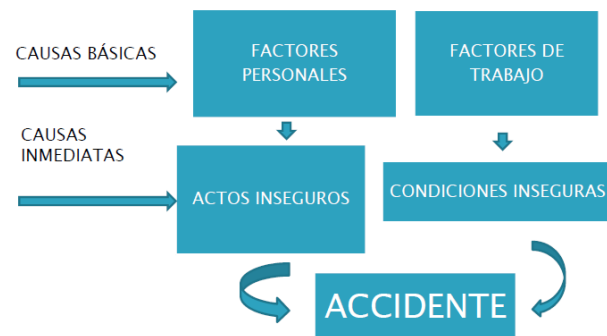 CAUSAS BÁSICAS
FACTORES
PERSONALES
FACTORES DE
TRABAJO
CAUSAS
INMEDIATAS
ACTOS INSEGUROS
CONDICIONES INSEGURAS
ACCIDENTE